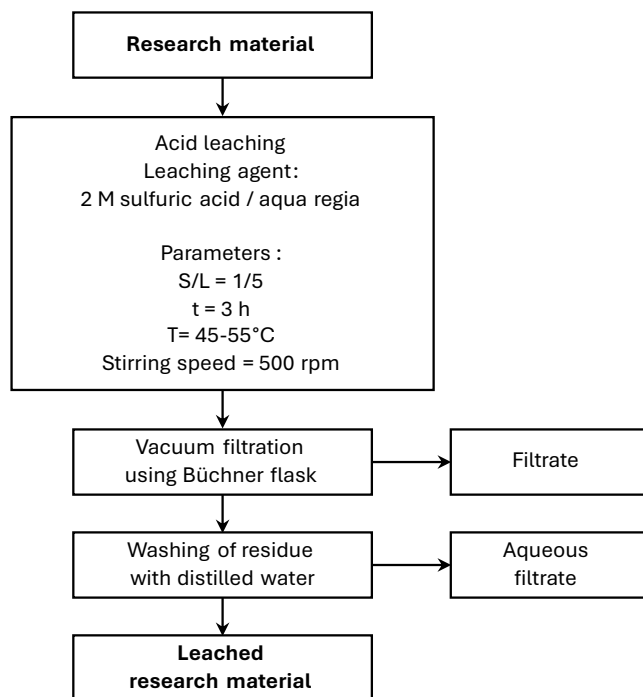 Research material
Acid leaching
Leaching agent:
2 M sulfuric acid / aqua regia
Parameters :
S/L = 1/5
t = 3 h
T= 45-55°C
Stirring speed = 500 rpm
Vacuum filtration
using Büchner flask
Filtrate
Washing of residue
with distilled water
Aqueous
filtrate
Leached
research material